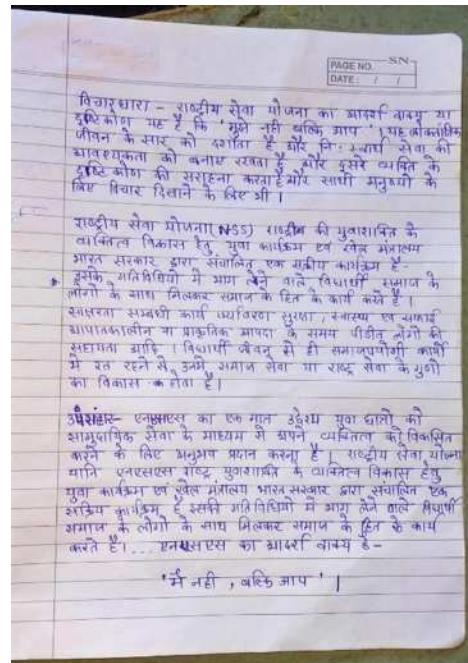 PAGE NO. SN
DATE: / /
विचारधारा - राष्ट्रीय सेवा योजना का आदर्श वाक्य या
दृष्टिकोण यह है कि 'मुझे नही बल्कि आप' । यह लोकतांत्रिक
जीवन के सार को दर्शाता है और नि: स्वार्थ सेवा की
आवश्यकता को बनाए रखता है और दुसरे व्यक्ति के
दृष्टि कोण की सराहना करता है और साथी मनुष्यो के
लिए विचार दिखाने के लिए भी ।
राष्ट्रीय सेवा योजना (NSS) राष्ट्रीय की युवाशक्ति के
व्यक्तित्व विकास हेतु युवा कार्यक्रम एवं खेल मंत्रालय
भारत सरकार द्वारा संचालित एक सक्रीय कार्यक्रम है-
इसके गतिविधियो मे भाग लेने वाले विद्यार्थी समाज के
लोगो के साथ मिलकर समाज के हित के कार्य करते है ।
साक्षरता सम्बंधी कार्य पर्यावरण सुरक्षा, स्वास्थ्य एवं सफाई
आपातकालीन या प्राकृतिक आपदा के समय पीडीत लोगो की
सहायता आदि । विद्यार्थी जीवन से ही समाजपयोगी कार्यो
में रत रहने से उनमे समाज सेवा या राष्ट्र सेवा के गुणो
का विकास होता है ।
उपसंहार- एनएसएस का एक मात्र उद्देश्य युवा छात्रो को
सामुदायिक सेवा के माध्यम से अपने व्यक्तित्व को विकसित
करने के लिए अनुभव प्रदान करना है । राष्ट्रीय सेवा योजना
यानि एनएसएस राष्ट्र युवाशक्ति के व्यक्तित्व विकास हेतु
युवा कार्यक्रम एवं खेल मंत्रालय भारत सरकार द्वारा संचालित एक
सक्रिय कार्यक्रम है इसकी गतिविधियों में भाग लेने वाले विद्यार्थी
समाज के लोगो के साथ मिलकर समाज के हित के कार्य
करते है । ... एनएसएस का आदर्श वाक्य है -
'मैं नही , बल्कि आप ' ।